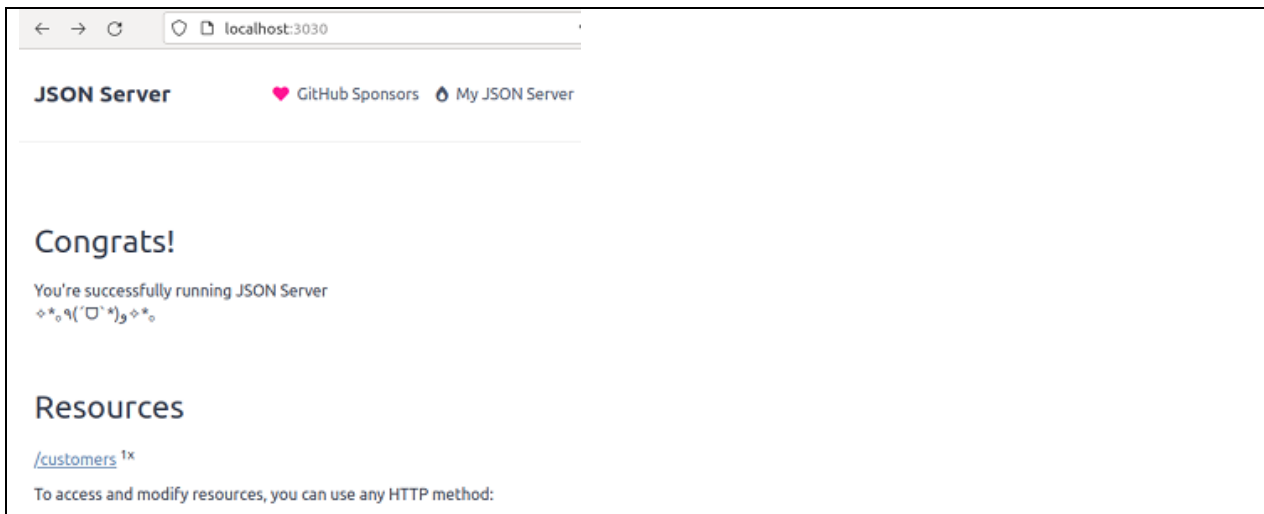 localhost:3030
JSON Server
GitHub Sponsors
My JSON Server
Congrats!
You're successfully running JSON Server
✧*｡٩(ˊᗜˋ*)و✧*｡
Resources
/customers 1x
To access and modify resources, you can use any HTTP method: